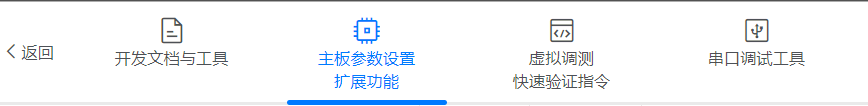 返回
开发文档与工具
主板参数设置
扩展功能
虚拟调测
快速验证指令
串口调试工具